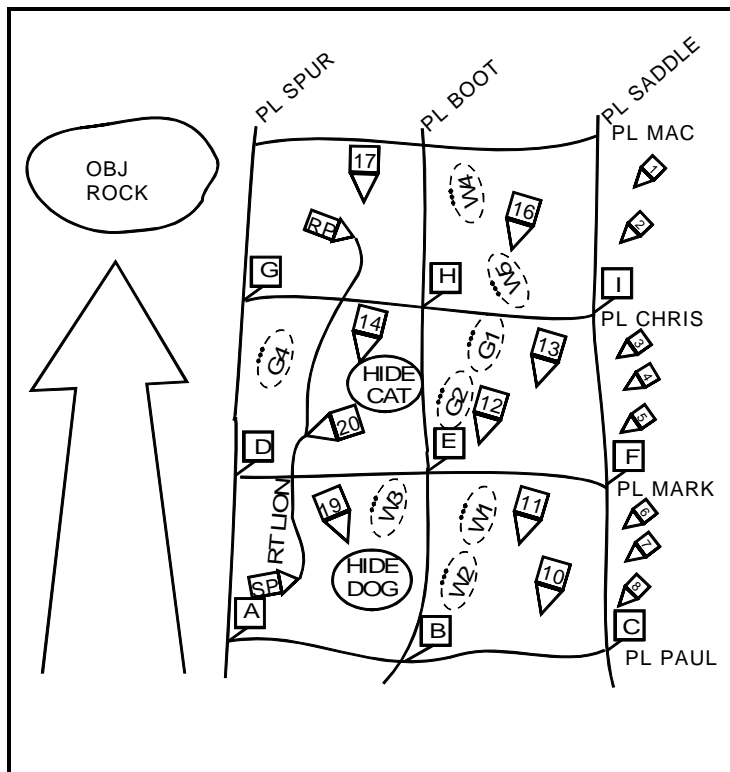 PL SPUR
PL BOOT
PL SADDLE
PL MAC
OBJ
ROCK
17
W4
1
RP
16
2
G
H
W5
I
PL CHRIS
14
G1
13
3
G4
HIDE
CAT
4
G2
12
20
5
D
E
F
PL MARK
RT LION
19
W3
W1
11
6
7
HIDE
DOG
W2
10
SP
8
A
B
C
PL PAUL